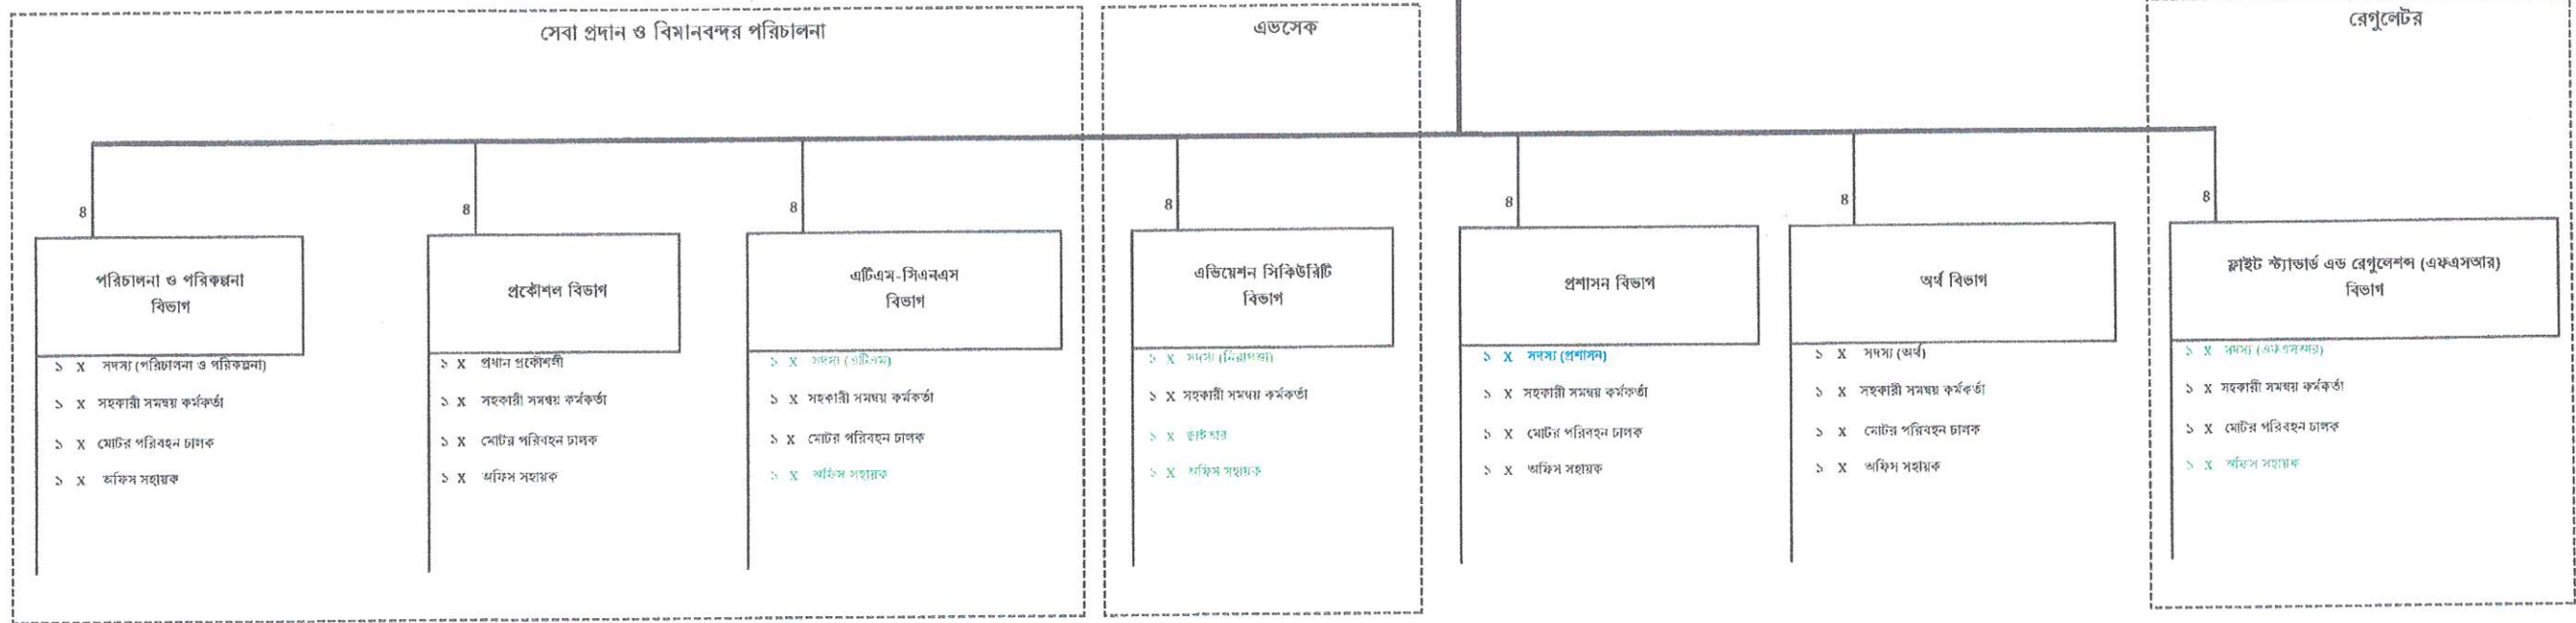 সেবা প্রদান ও বিমানবন্দর পরিচালনা
এভসেক
রেগুলেটর
৪
৪
৪
৪
৪
৪
৪
পরিচালনা ও পরিকল্পনা
বিভাগ
১ X সদস্য (পরিচালনা ও পরিকল্পনা)
১ X সহকারী সমন্বয় কর্মকর্তা
১ X মোটর পরিবহন চালক
১ X অফিস সহায়ক
প্রকৌশল বিভাগ
১ X প্রধান প্রকৌশলী
১ X সহকারী সমন্বয় কর্মকর্তা
১ X মোটর পরিবহন চালক
১ X অফিস সহায়ক
এটিএম-সিএনএস
বিভাগ
১ X সদস্য (এটিএম)
১ X সহকারী সমন্বয় কর্মকর্তা
১ X মোটর পরিবহন চালক
১ X অফিস সহায়ক
এভিয়েশন সিকিউরিটি
বিভাগ
১ X সদস্য (নিরাপত্তা)
১ X সহকারী সমন্বয় কর্মকর্তা
১ X ড্রাইভার
১ X অফিস সহায়ক
প্রশাসন বিভাগ
১ X সদস্য (প্রশাসন)
১ X সহকারী সমন্বয় কর্মকর্তা
১ X মোটর পরিবহন চালক
১ X অফিস সহায়ক
অর্থ বিভাগ
১ X সদস্য (অর্থ)
১ X সহকারী সমন্বয় কর্মকর্তা
১ X মোটর পরিবহন চালক
১ X অফিস সহায়ক
ফ্লাইট স্ট্যান্ডার্ড এন্ড রেগুলেশন্স (এফএসআর)
বিভাগ
১ X সদস্য (এফএসআর)
১ X সহকারী সমন্বয় কর্মকর্তা
১ X মোটর পরিবহন চালক
১ X অফিস সহায়ক